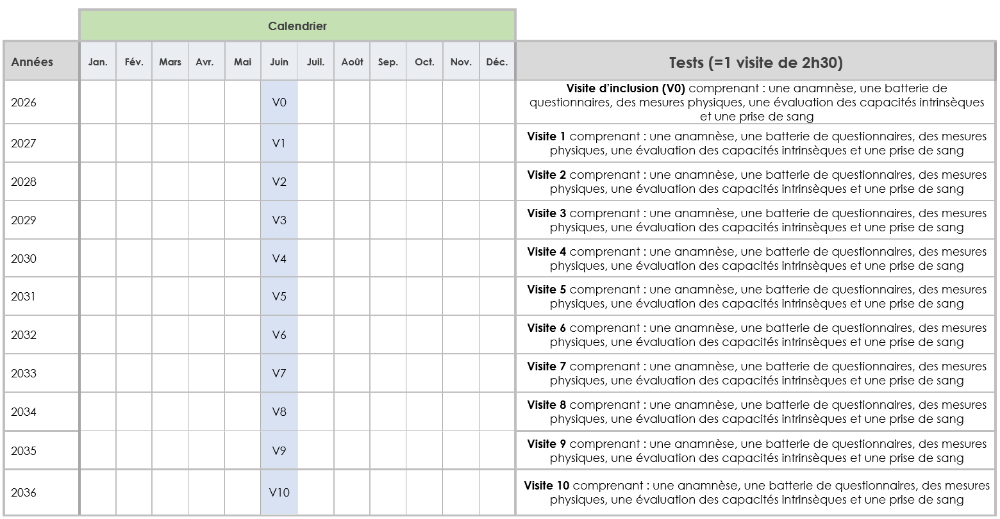 Calendrier
Années Jan. Fév. Mars Avr. Mai Juin Juil. Août Sep. Oct. Nov. Déc. Tests (=1 visite de 2h30)
2026 V0 Visite d’inclusion (V0) comprenant : une anamnèse, une batterie de
questionnaires, des mesures physiques, une évaluation des capacités intrinsèques
et une prise de sang
2027 V1 Visite 1 comprenant : une anamnèse, une batterie de questionnaires, des mesures
physiques, une évaluation des capacités intrinsèques et une prise de sang
2028 V2 Visite 2 comprenant : une anamnèse, une batterie de questionnaires, des mesures
physiques, une évaluation des capacités intrinsèques et une prise de sang
2029 V3 Visite 3 comprenant : une anamnèse, une batterie de questionnaires, des mesures
physiques, une évaluation des capacités intrinsèques et une prise de sang
2030 V4 Visite 4 comprenant : une anamnèse, une batterie de questionnaires, des mesures
physiques, une évaluation des capacités intrinsèques et une prise de sang
2031 V5 Visite 5 comprenant : une anamnèse, une batterie de questionnaires, des mesures
physiques, une évaluation des capacités intrinsèques et une prise de sang
2032 V6 Visite 6 comprenant : une anamnèse, une batterie de questionnaires, des mesures
physiques, une évaluation des capacités intrinsèques et une prise de sang
2033 V7 Visite 7 comprenant : une anamnèse, une batterie de questionnaires, des mesures
physiques, une évaluation des capacités intrinsèques et une prise de sang
2034 V8 Visite 8 comprenant : une anamnèse, une batterie de questionnaires, des mesures
physiques, une évaluation des capacités intrinsèques et une prise de sang
2035 V9 Visite 9 comprenant : une anamnèse, une batterie de questionnaires, des mesures
physiques, une évaluation des capacités intrinsèques et une prise de sang
2036 V10 Visite 10 comprenant : une anamnèse, une batterie de questionnaires, des mesures
physiques, une évaluation des capacités intrinsèques et une prise de sang